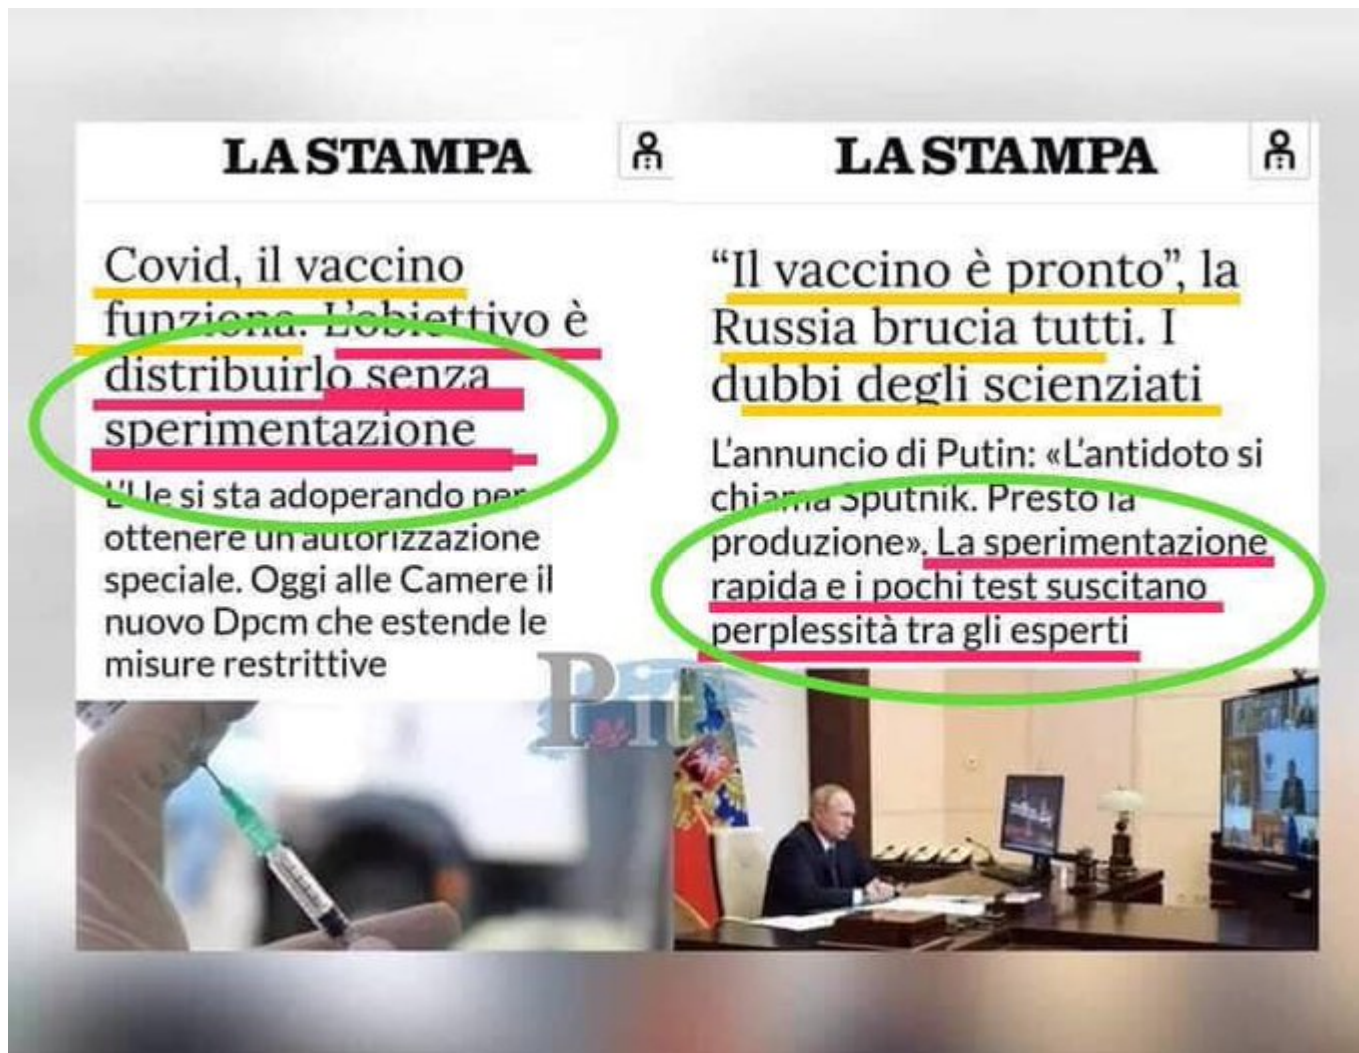 LA STAMPA
Covid, il vaccino
funziona. L'obiettivo è
distribuirlo senza
sperimentazione
L'Ue si sta adoperando per
ottenere un'autorizzazione
speciale. Oggi alle Camere il
nuovo Dpcm che estende le
misure restrittive
LA STAMPA
“Il vaccino è pronto”, la
Russia brucia tutti. I
dubbi degli scienziati
L'annuncio di Putin: «L'antidoto si
chiama Sputnik. Presto la
produzione». La sperimentazione
rapida e i pochi test suscitano
perplessità tra gli esperti
P.it